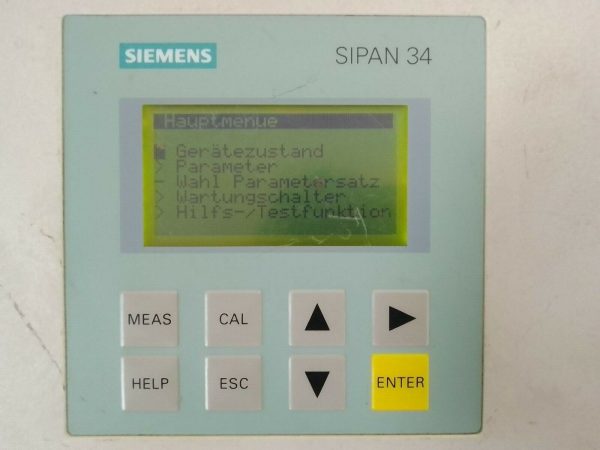 SIEMENS SIPAN 34
Hauptmenue
Gerätezustand
> Parameter
- Wahl Parametersatz
> Wartungschalter
> Hilfs-/Testfunktion
MEAS CAL ▲ ▶
HELP ESC ▼ ENTER